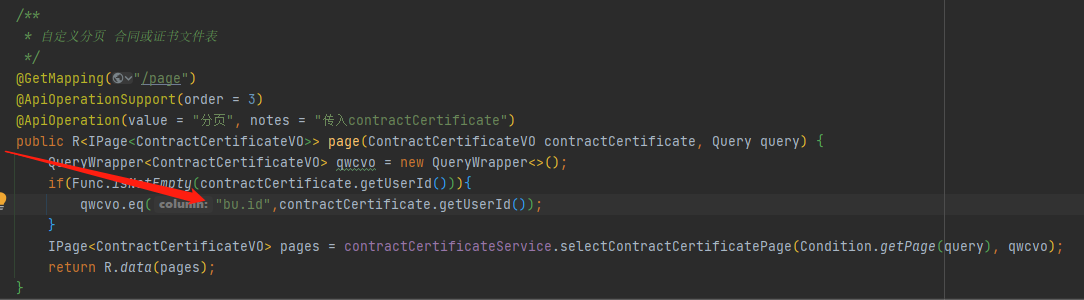 /**
 * 自定义分页 合同或证书文件表
 */
@GetMapping("/page")
@ApiOperationSupport(order = 3)
@ApiOperation(value = "分页", notes = "传入contractCertificate")
public R<IPage<ContractCertificateVO>> page(ContractCertificateVO contractCertificate, Query query) {
QueryWrapper<ContractCertificateVO> qwcvo = new QueryWrapper<>();
if(Func.isNotEmpty(contractCertificate.getUserId())){
qwcvo.eq( column: "bu.id",contractCertificate.getUserId());
}
IPage<ContractCertificateVO> pages = contractCertificateService.selectContractCertificatePage(Condition.getPage(query), qwcvo);
return R.data(pages);
}